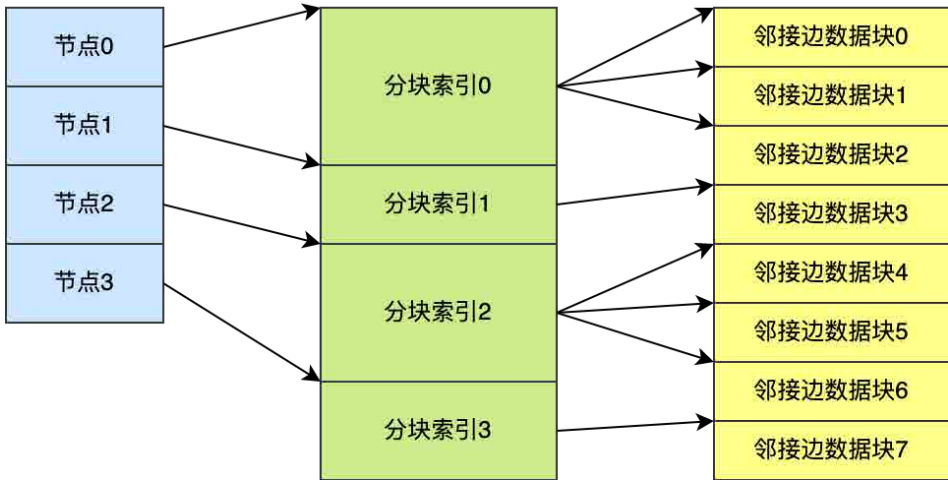 节点0
节点1
节点2
节点3
分块索引0
分块索引1
分块索引2
分块索引3
邻接边数据块0
邻接边数据块1
邻接边数据块2
邻接边数据块3
邻接边数据块4
邻接边数据块5
邻接边数据块6
邻接边数据块7